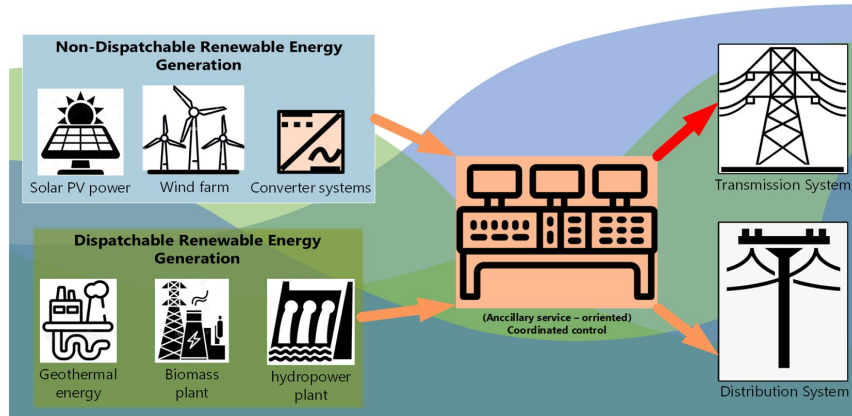 Non-Dispatchable Renewable Energy
Generation
Solar PV power
Wind farm
Converter systems
Dispatchable Renewable Energy
Generation
Geothermal
energy
Biomass
plant
hydropower
plant
(Anccillary service – orriented)
Coordinated control
Transmission System
Distribution System